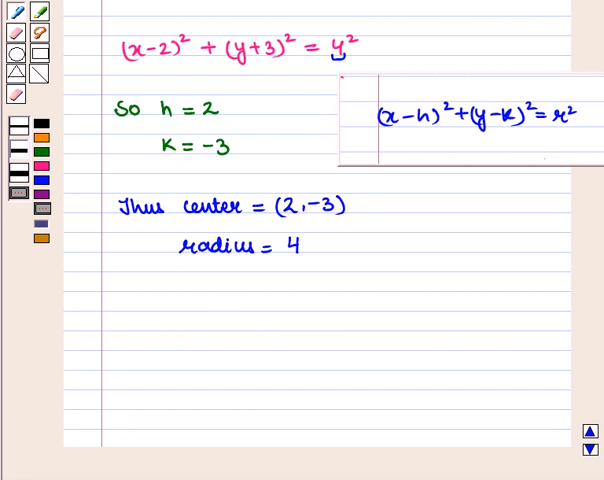 (x-2)² + (y+3)² = 4²
(x-h)² + (y-k)² = r²
So h = 2
k = -3
Thus center = (2, -3)
radius = 4